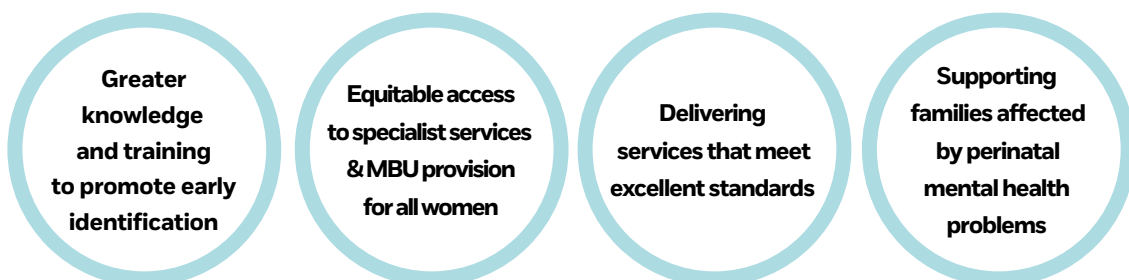 Greater
knowledge
and training
to promote early
identification
Equitable access
to specialist services
& MBU provision
for all women
Delivering
services that meet
excellent standards
Supporting
families affected
by perinatal
mental health
problems